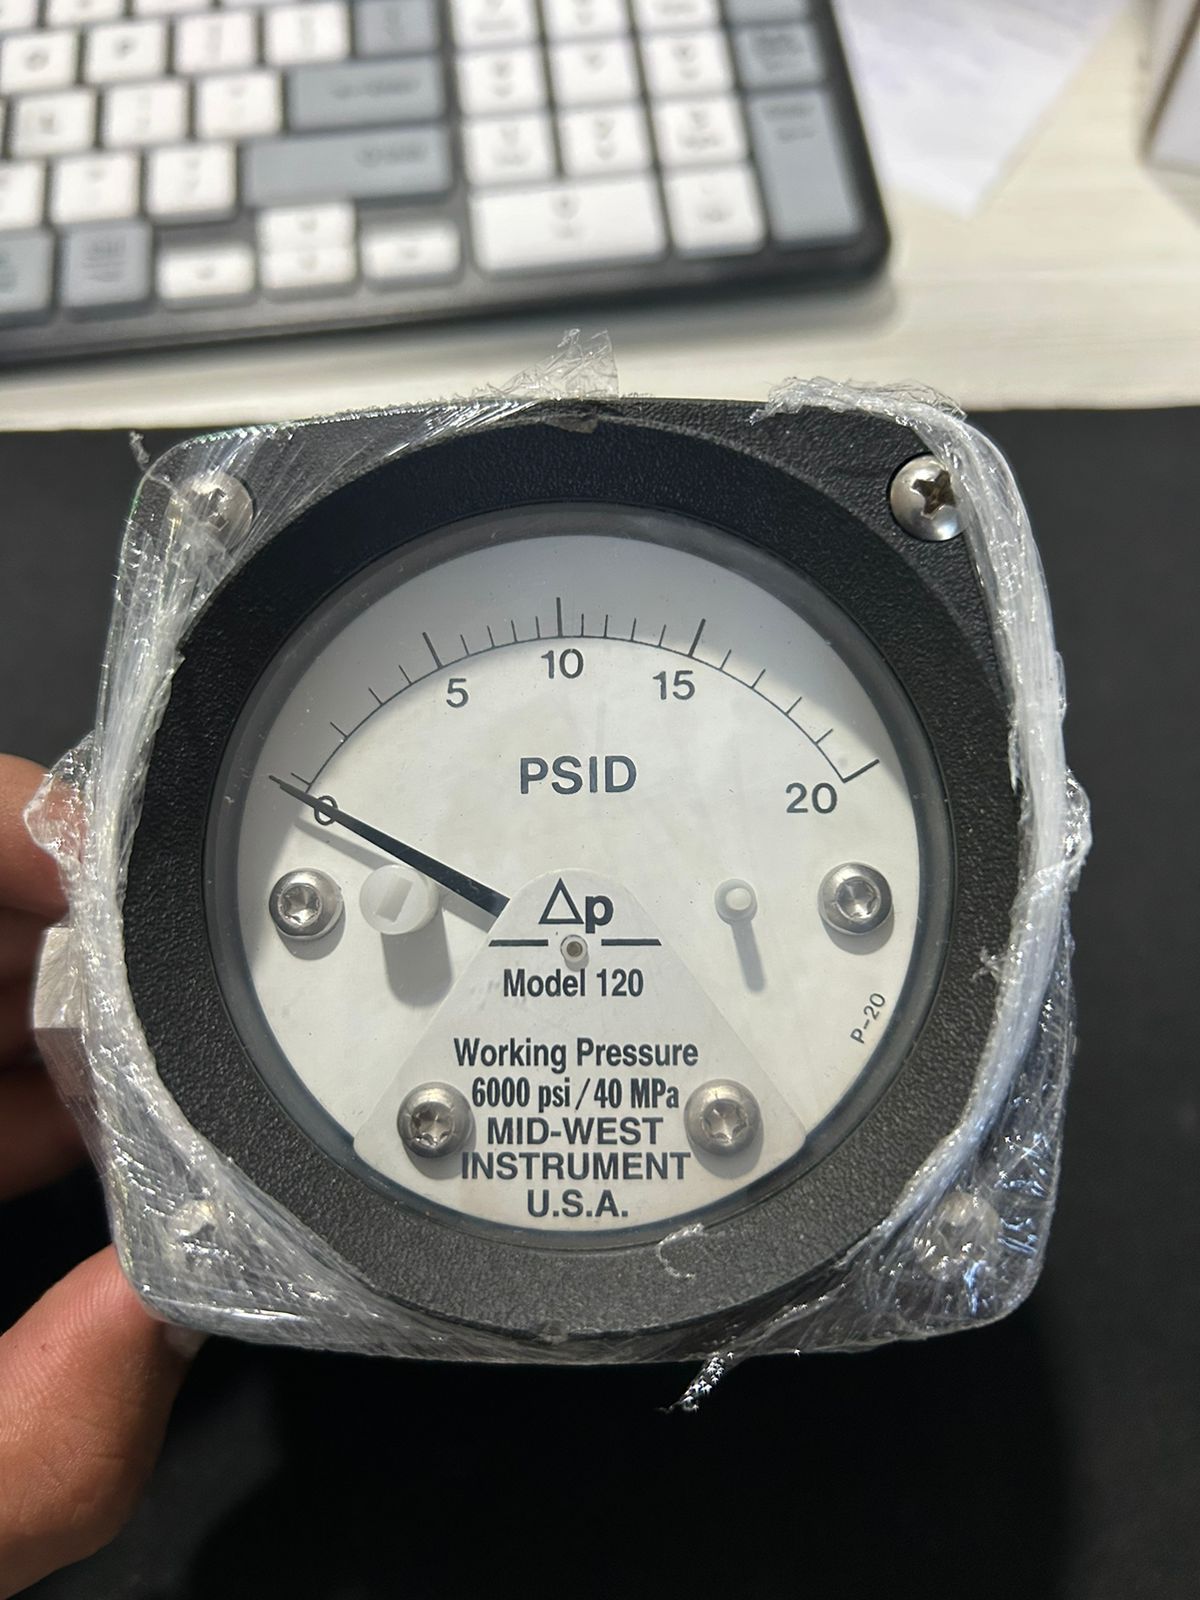 0
5
10
15
20
PSID
Δp
Model 120
P-20
Working Pressure
6000 psi / 40 MPa
MID-WEST
INSTRUMENT
U.S.A.